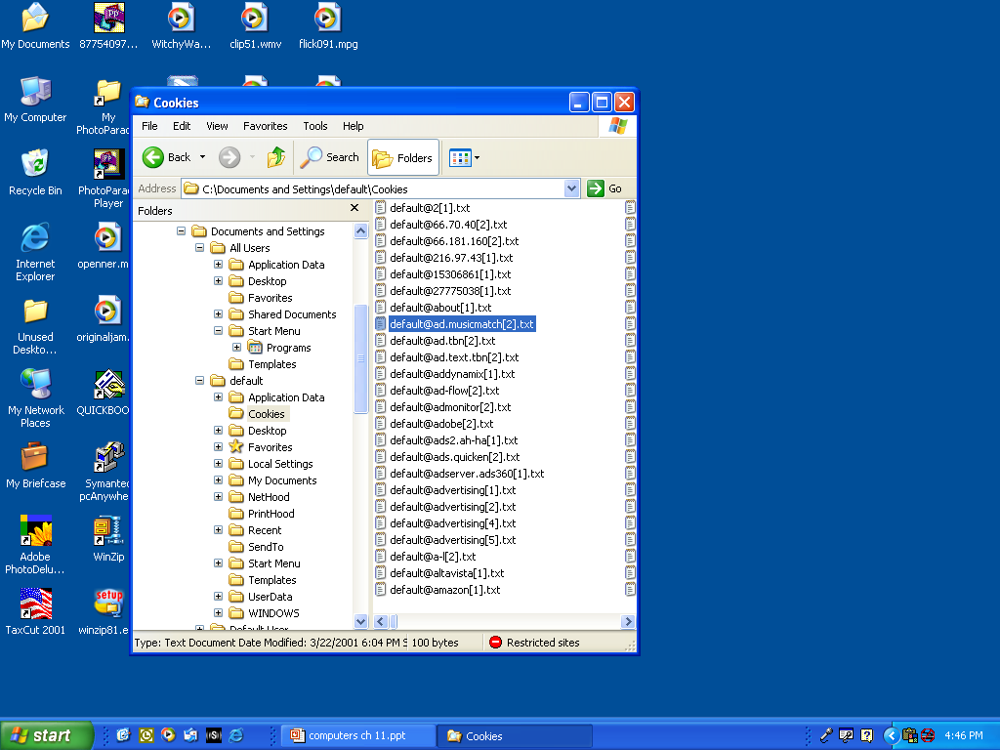 My Documents
87754097...
WitchyWa...
clip51.wmv
flick091.mpg
My Computer
My
PhotoParad
Recycle Bin
PhotoParad
Player
Internet
Explorer
openner.m
Unused
Deskto...
originaljam.
My Network
Places
QUICKBOO
My Briefcase
Symantec
pcAnywhe
Adobe
PhotoDelu...
WinZip
TaxCut 2001
setup
winzip81.e
Cookies
File Edit View Favorites Tools Help
Back Search Folders
Address C:\Documents and Settings\default\Cookies Go
Folders
Documents and Settings
All Users
Application Data
Desktop
Favorites
Shared Documents
Start Menu
Programs
Templates
default
Application Data
Cookies
Desktop
Favorites
Local Settings
My Documents
NetHood
PrintHood
Recent
SendTo
Start Menu
Templates
UserData
WINDOWS
Default User
default@2[1].txt
default@66.70.40[2].txt
default@66.181.160[2].txt
default@216.97.43[1].txt
default@15306861[1].txt
default@27775038[1].txt
default@about[1].txt
default@ad.musicmatch[2].txt
default@ad.tbn[2].txt
default@ad.text.tbn[2].txt
default@addynamix[1].txt
default@ad-flow[2].txt
default@admonitor[2].txt
default@adobe[2].txt
default@ads2.ah-ha[1].txt
default@ads.quicken[2].txt
default@adserver.ads360[1].txt
default@advertising[1].txt
default@advertising[2].txt
default@advertising[4].txt
default@advertising[5].txt
default@a-l[2].txt
default@altavista[1].txt
default@amazon[1].txt
Type: Text Document Date Modified: 3/22/2001 6:04 PM S 100 bytes Restricted sites
start computers ch 11.ppt Cookies 4:46 PM